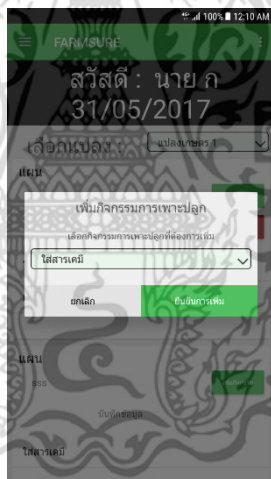 100% 12:10 AM
FARMSURE
สวัสดี : นาย ก
31/05/2017
เลือกแปลง :
แปลงเกษตร 1
แผน
เพิ่มกิจกรรมการเพาะปลูก
เลือกกิจกรรมการเพาะปลูกที่ต้องการเพิ่ม
ใส่สารเคมี
ยกเลิก
ยืนยันการเพิ่ม
แผน
sss
บันทึกข้อมูล
ใส่สารเคมี